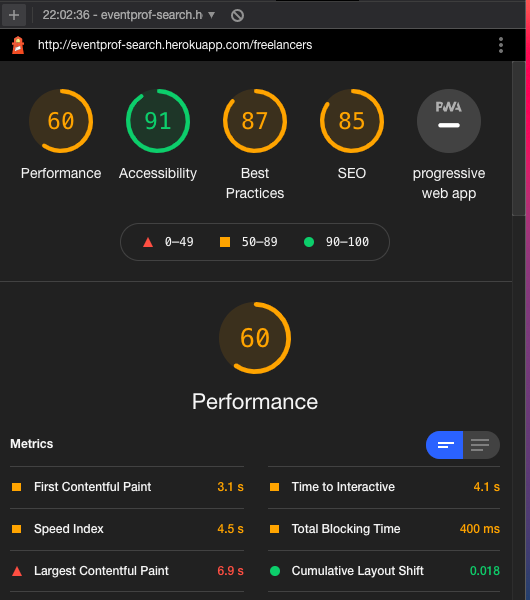 22:02:36 - eventprof-search.h
http://eventprof-search.herokuapp.com/freelancers
60 91 87 85 PWA
Performance Accessibility Best Practices SEO progressive web app
0–49 50–89 90–100
60
Performance
Metrics
First Contentful Paint 3.1 s
Time to Interactive 4.1 s
Speed Index 4.5 s
Total Blocking Time 400 ms
Largest Contentful Paint 6.9 s
Cumulative Layout Shift 0.018